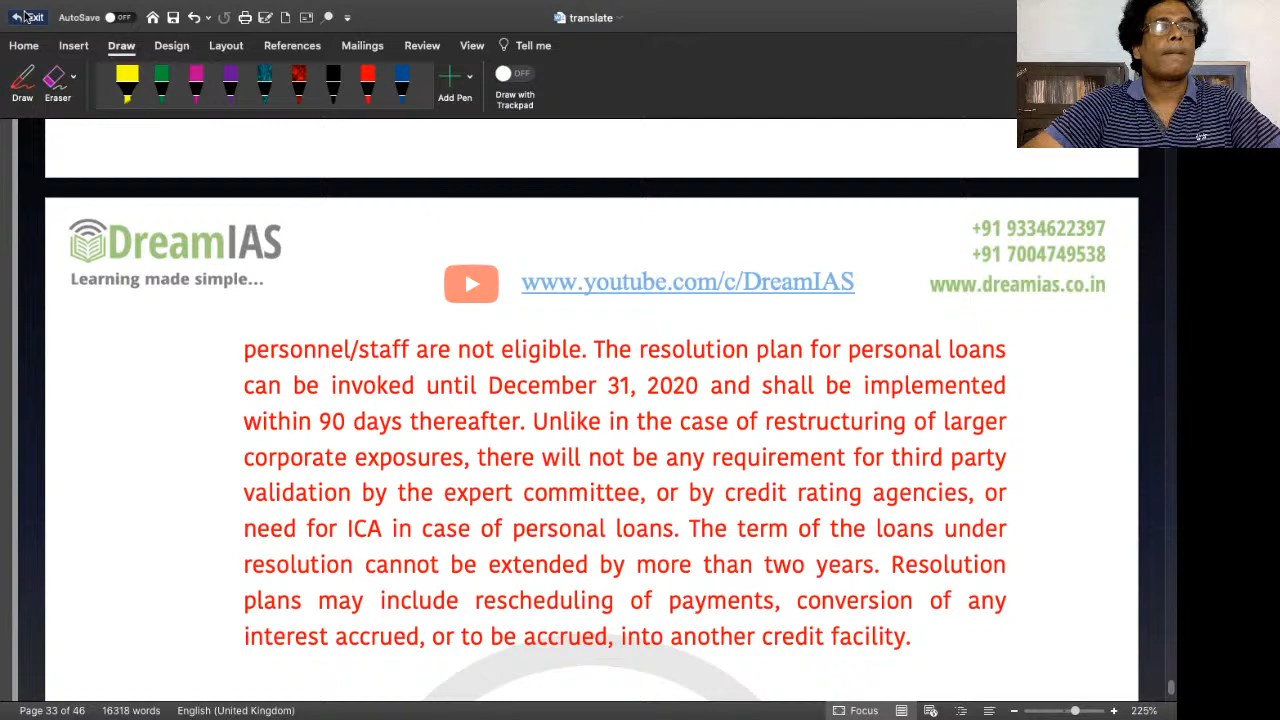 Exit AutoSave OFF translate
Home Insert Draw Design Layout References Mailings Review View Tell me
Draw Eraser Add Pen OFF Draw with
Trackpad
DreamIAS
Learning made simple...
www.youtube.com/c/DreamIAS
+91 9334622397
+91 7004749538
www.dreamias.co.in
personnel/staff are not eligible. The resolution plan for personal loans
can be invoked until December 31, 2020 and shall be implemented
within 90 days thereafter. Unlike in the case of restructuring of larger
corporate exposures, there will not be any requirement for third party
validation by the expert committee, or by credit rating agencies, or
need for ICA in case of personal loans. The term of the loans under
resolution cannot be extended by more than two years. Resolution
plans may include rescheduling of payments, conversion of any
interest accrued, or to be accrued, into another credit facility.
Page 33 of 46 16318 words English (United Kingdom) Focus 225%